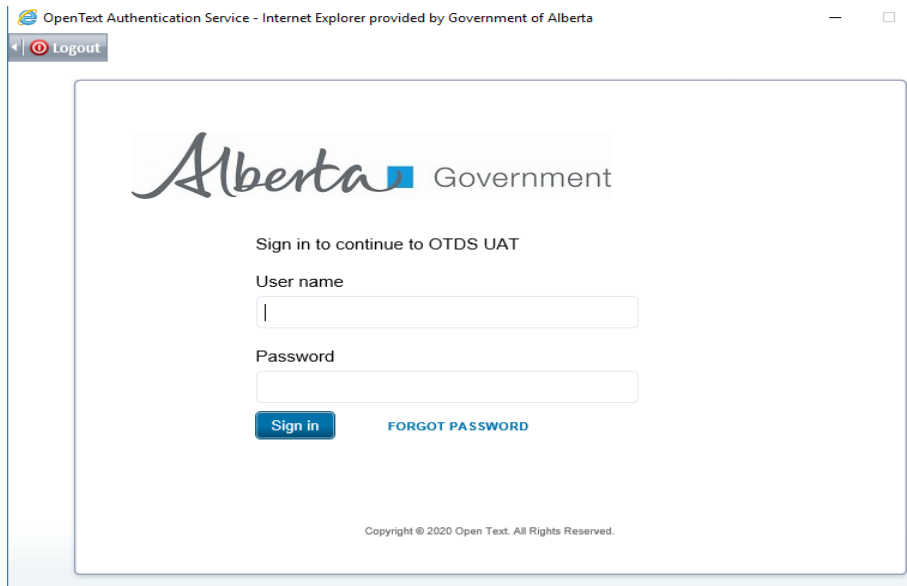 OpenText Authentication Service - Internet Explorer provided by Government of Alberta
Logout
Alberta Government
Sign in to continue to OTDS UAT
User name
Password
Sign in FORGOT PASSWORD
Copyright © 2020 Open Text. All Rights Reserved.